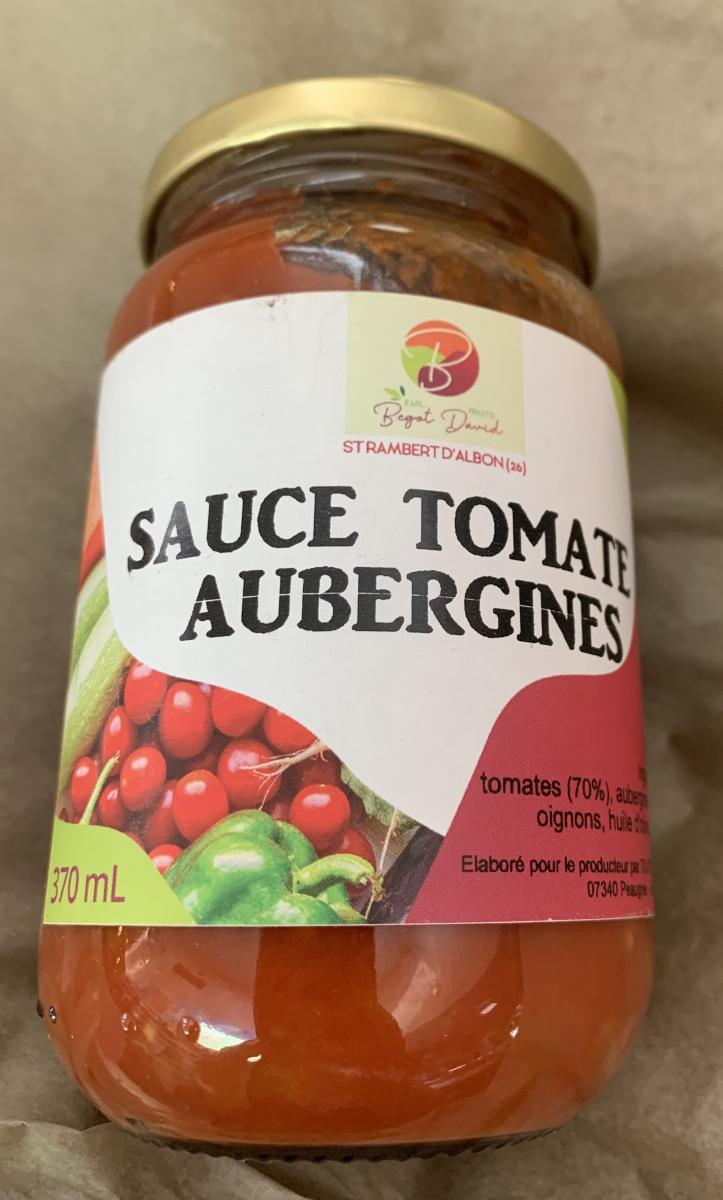 B
EARL FRUITS
Begot David
ST RAMBERT D'ALBON (26)
SAUCE TOMATE
AUBERGINES
tomates (70%),
oignons, huile
Elaboré pour le producteur par
07340
370 mL